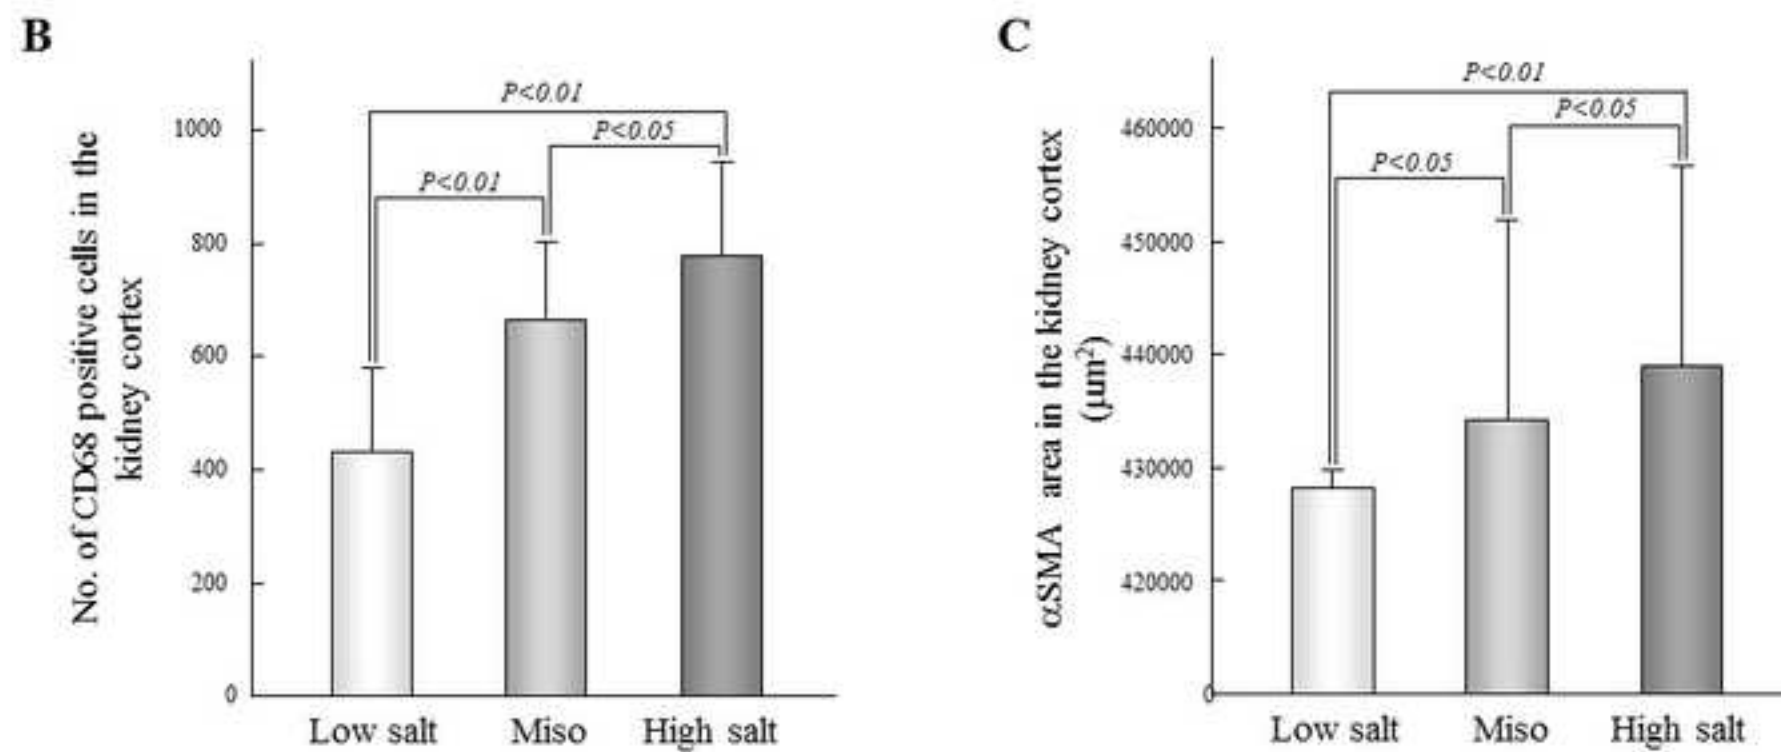 B
No. of CD68 positive cells in the
kidney cortex
1000
800
600
400
200
0
P<0.01
P<0.05
P<0.01
Low salt
Miso
High salt
C
αSMA area in the kidney cortex
(μm²)
460000
450000
440000
430000
420000
0
P<0.01
P<0.05
P<0.05
Low salt
Miso
High salt